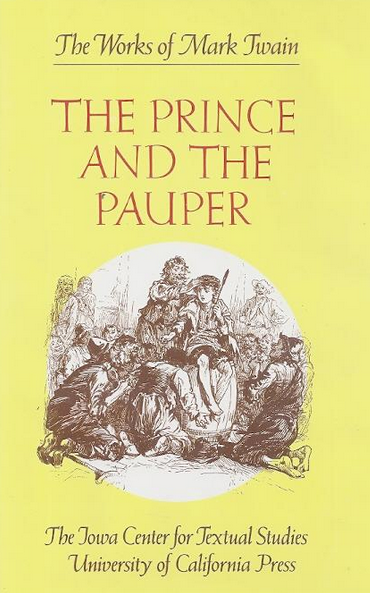 The Works of Mark Twain
THE PRINCE
AND THE
PAUPER
The Iowa Center for Textual Studies
University of California Press